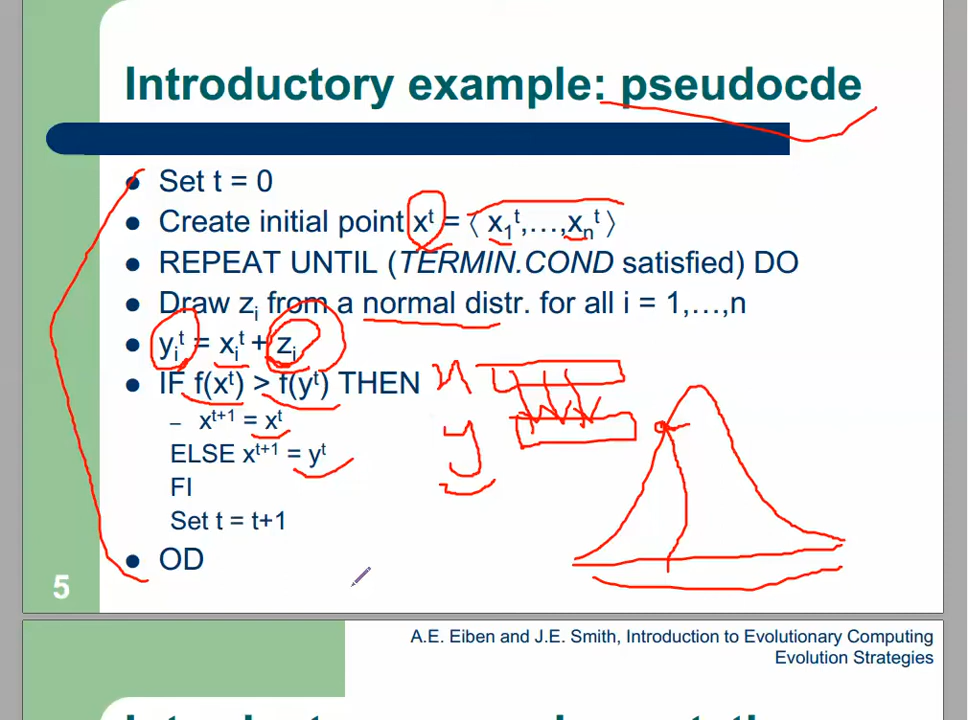 Introductory example: pseudocde
Set t = 0
Create initial point xᵗ = ⟨ x₁ᵗ,…,xₙᵗ ⟩
REPEAT UNTIL (TERMIN.COND satisfied) DO
Draw zᵢ from a normal distr. for all i = 1,…,n
yᵢᵗ = xᵢᵗ + zᵢ
IF f(xᵗ) > f(yᵗ) THEN x
– xᵗ⁺¹ = xᵗ
ELSE xᵗ⁺¹ = yᵗ y
FI
Set t = t+1
OD
5
A.E. Eiben and J.E. Smith, Introduction to Evolutionary Computing
Evolution Strategies